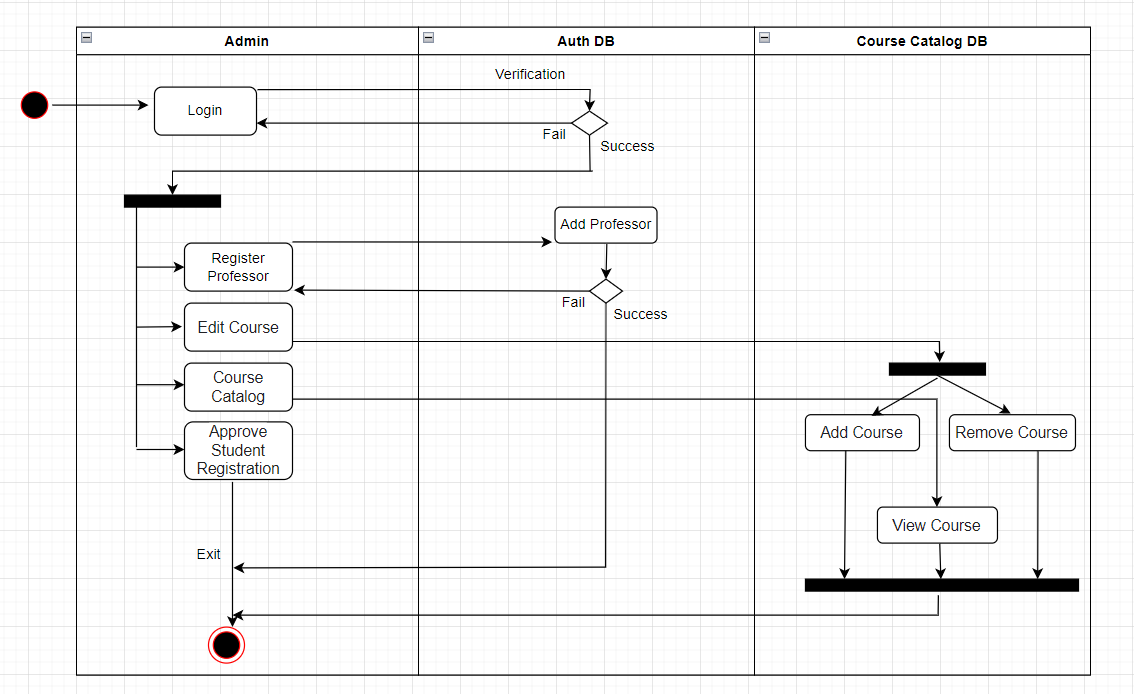 Admin
Auth DB
Course Catalog DB
Verification
Login
Fail
Success
Add Professor
Register
Professor
Fail
Success
Edit Course
Course
Catalog
Add Course
Remove Course
Approve
Student
Registration
View Course
Exit